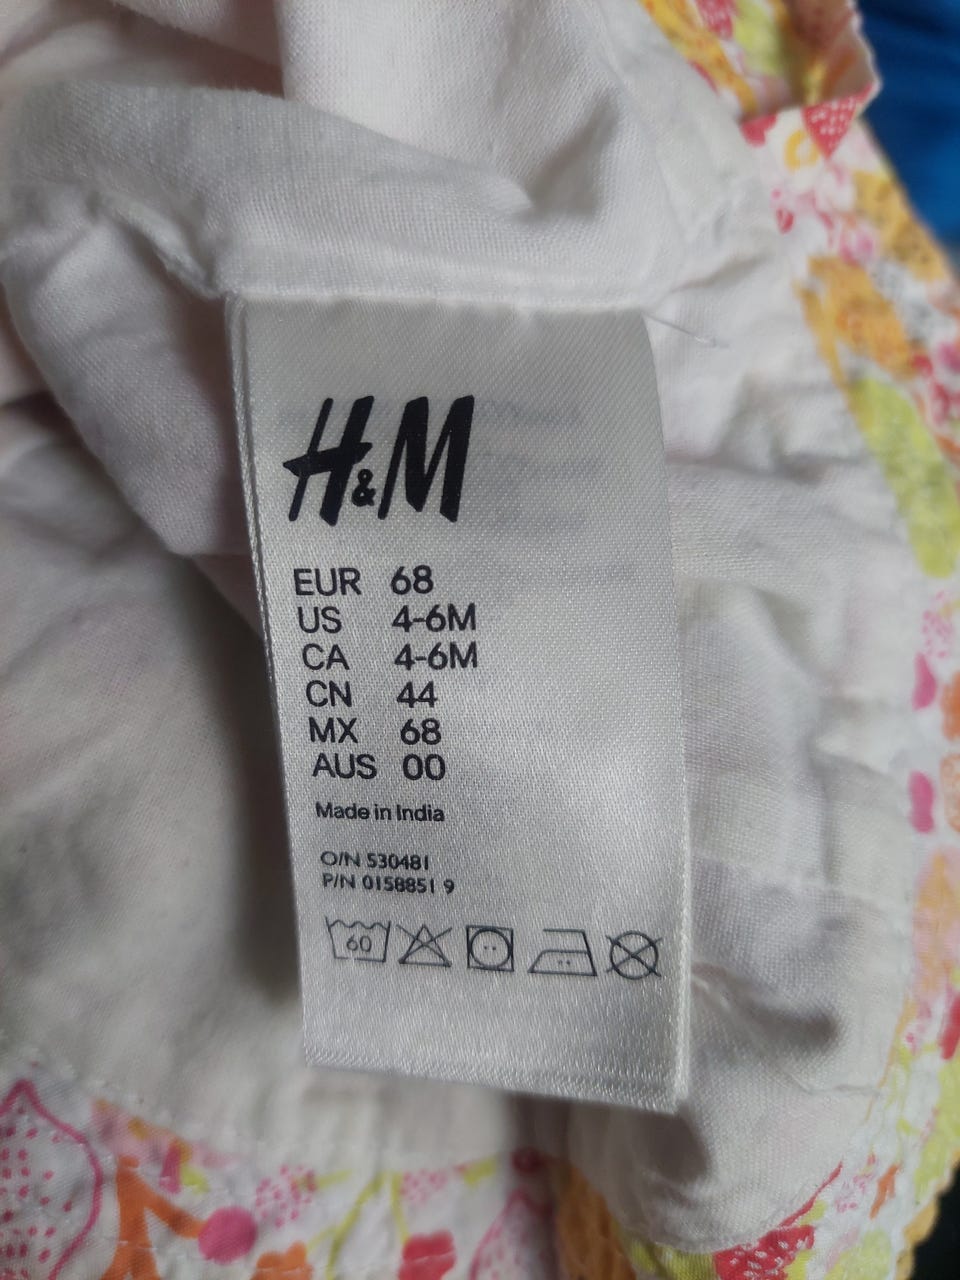 H&M
EUR 68
US 4-6M
CA 4-6M
CN 44
MX 68
AUS 00
Made in India
O/N 530481
P/N 0158851 9
60